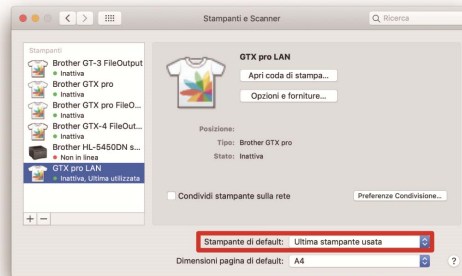 Stampanti e Scanner
Ricerca
Stampanti
Brother GT-3 FileOutput
Inattiva
Brother GTX pro
Inattiva
Brother GTX pro FileO...
Inattiva
Brother GTX-4 FileOut...
Inattiva
Brother HL-5450DN s...
Non in linea
GTX pro LAN
Inattiva, Ultima utilizzata
+ −
GTX pro LAN
Apri coda di stampa...
Opzioni e forniture...
Posizione:
Tipo: Brother GTX pro
Stato: Inattiva
Condividi stampante sulla rete
Preferenze Condivisione...
Stampante di default: Ultima stampante usata
Dimensioni pagina di default: A4
?